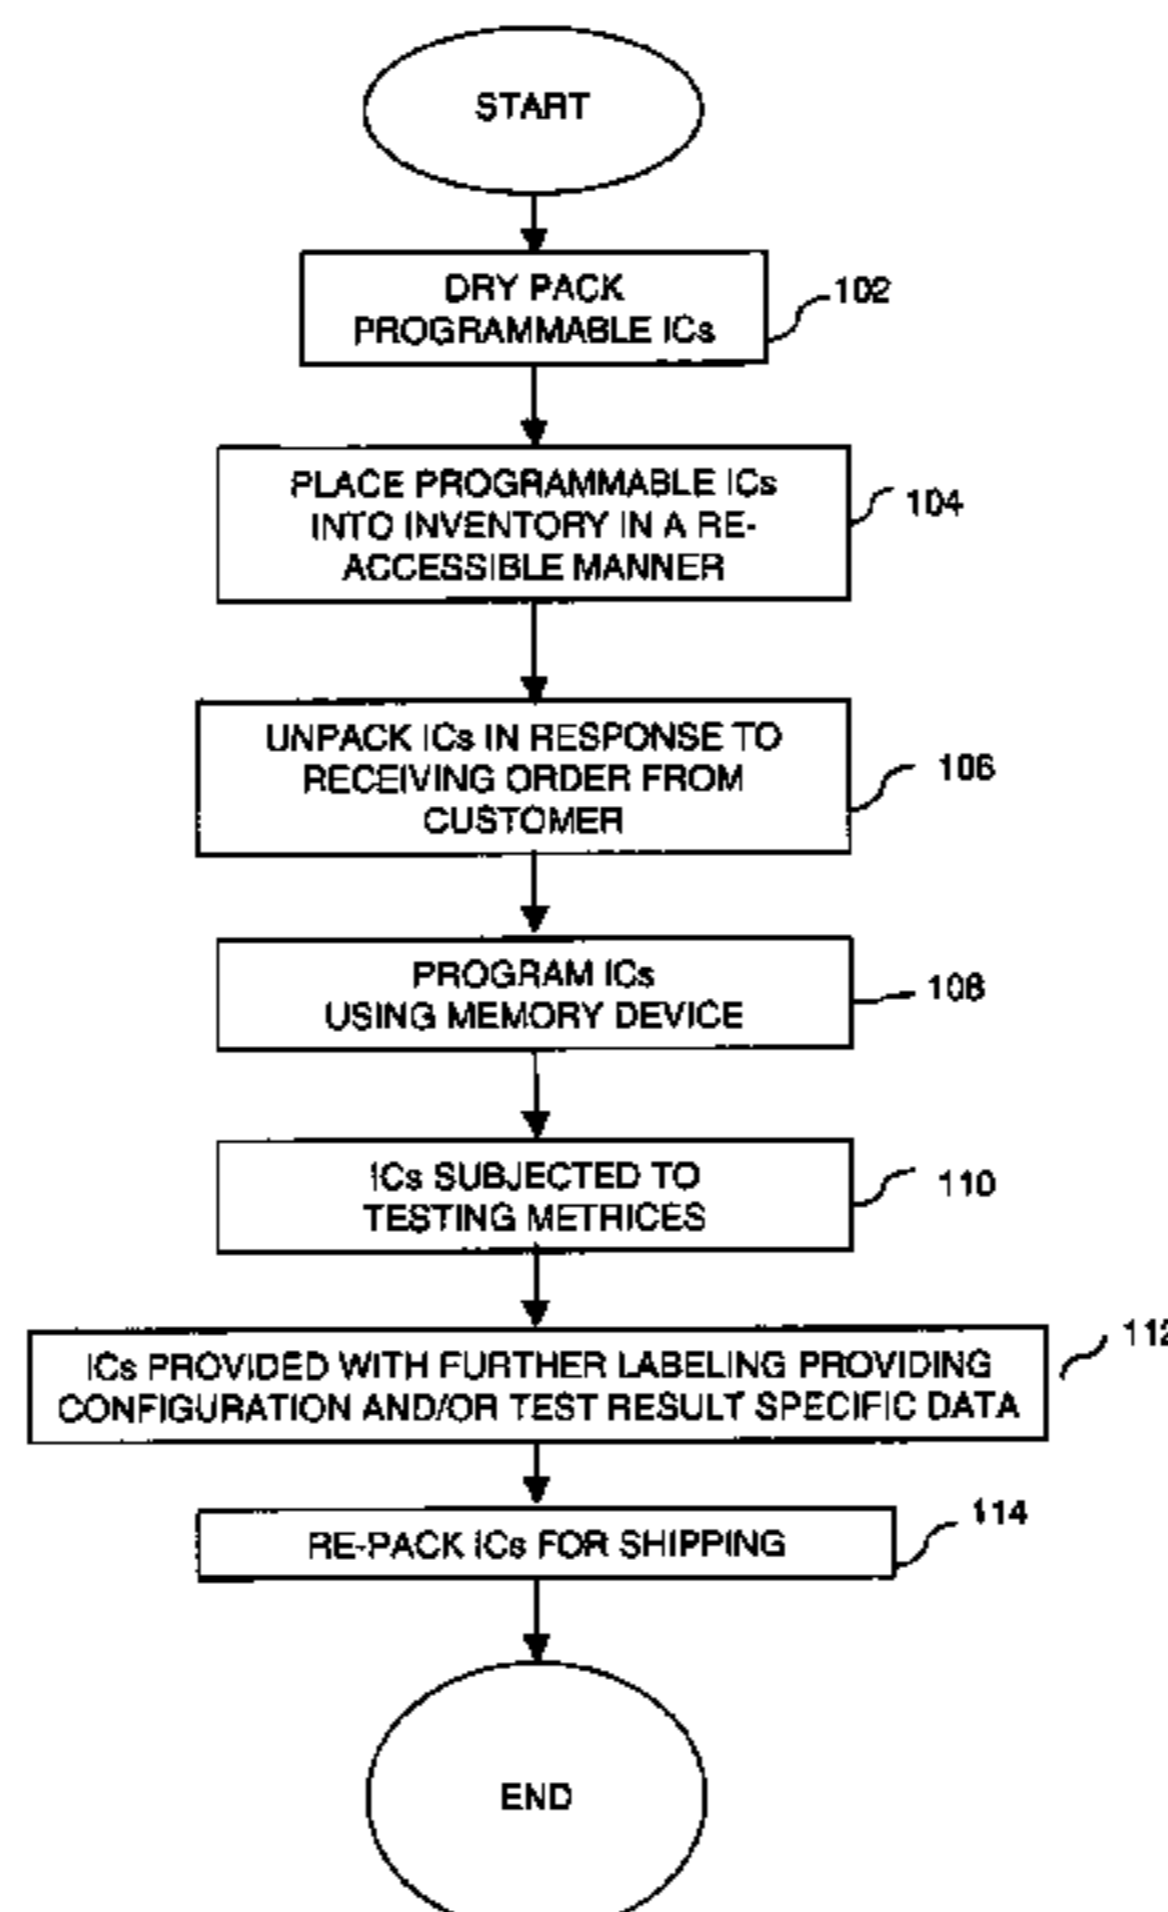 START
DRY PACK
PROGRAMMABLE ICs
102
PLACE PROGRAMMABLE ICs
INTO INVENTORY IN A RE-
ACCESSIBLE MANNER
104
UNPACK ICs IN RESPONSE TO
RECEIVING ORDER FROM
CUSTOMER
106
PROGRAM ICs
USING MEMORY DEVICE
108
ICs SUBJECTED TO
TESTING METRICES
110
ICs PROVIDED WITH FURTHER LABELING PROVIDING
CONFIGURATION AND/OR TEST RESULT SPECIFIC DATA
112
RE-PACK ICs FOR SHIPPING
114
END